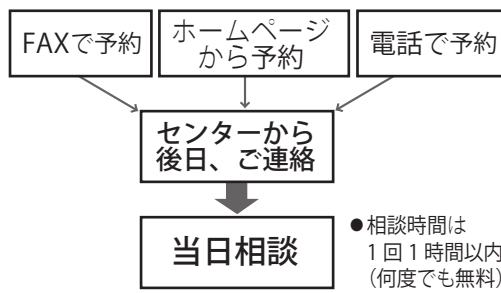 FAXで予約
ホームページ
から予約
電話で予約
センターから
後日、ご連絡
当日相談
●相談時間は
1回1時間以内
(何度でも無料)